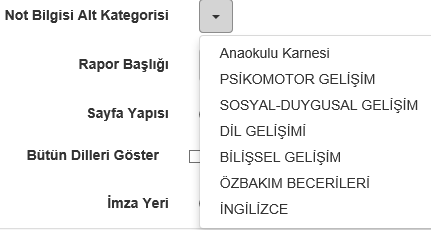 Not Bilgisi Alt Kategorisi
Anaokulu Karnesi
Rapor Başlığı
PSİKOMOTOR GELİŞİM
SOSYAL-DUYGUSAL GELİŞİM
Sayfa Yapısı
DİL GELİŞİMİ
Bütün Dilleri Göster
BİLİŞSEL GELİŞİM
ÖZBAKIM BECERİLERİ
İmza Yeri
İNGİLİZCE